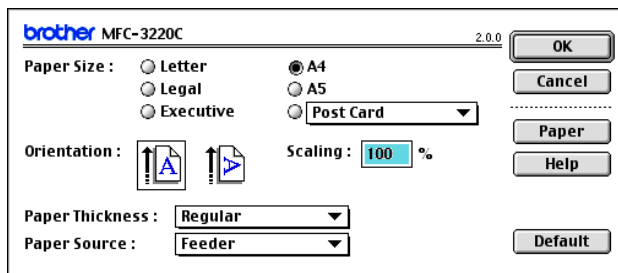 brother MFC-3220C 2.0.0
OK
Paper Size : Letter A4
Cancel
Legal A5
Executive Post Card
Paper
Orientation : A A Scaling : 100 %
Help
Paper Thickness : Regular
Paper Source : Feeder
Default